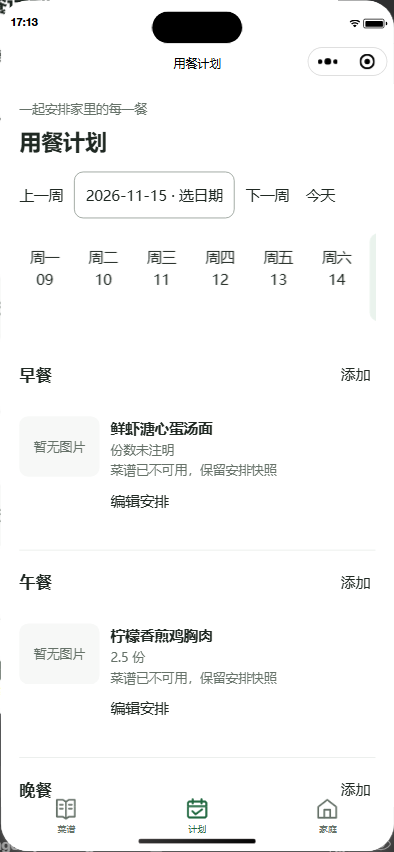 17:13
用餐计划
一起安排家里的每一餐
用餐计划
上一周 2026-11-15 · 选日期 下一周 今天
周一 周二 周三 周四 周五 周六
09 10 11 12 13 14
早餐 添加
暂无图片
鲜虾溏心蛋汤面
份数未注明
菜谱已不可用，保留安排快照
编辑安排
午餐 添加
暂无图片
柠檬香煎鸡胸肉
2.5 份
菜谱已不可用，保留安排快照
编辑安排
晚餐 添加
菜谱 计划 家庭